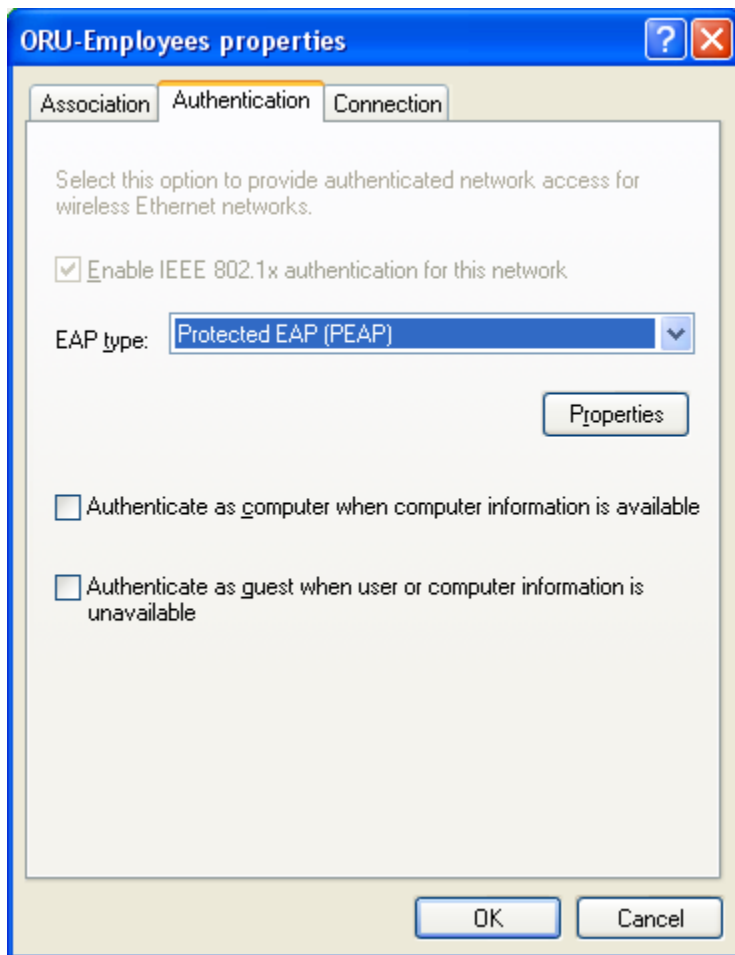 ORU-Employees properties
Association
Authentication
Connection
Select this option to provide authenticated network access for
wireless Ethernet networks.
Enable IEEE 802.1x authentication for this network
EAP type:
Protected EAP (PEAP)
Properties
Authenticate as computer when computer information is available
Authenticate as guest when user or computer information is
unavailable
OK
Cancel